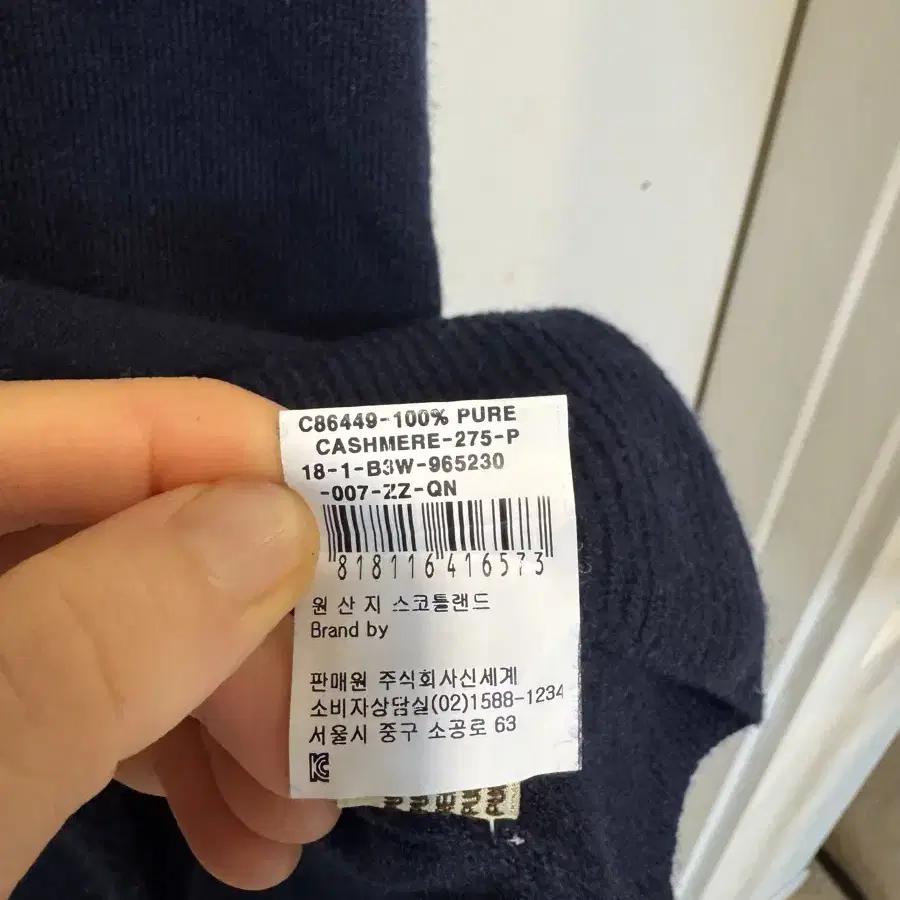 C86449-100% PURE
CASHMERE-275-P
18-1-B3W-965230
-007-ZZ-QN
818116416573
원 산 지 스코틀랜드
Brand by
판매원 주식회사신세계
소비자상담실(02)1588-1234
서울시 중구 소공로 63